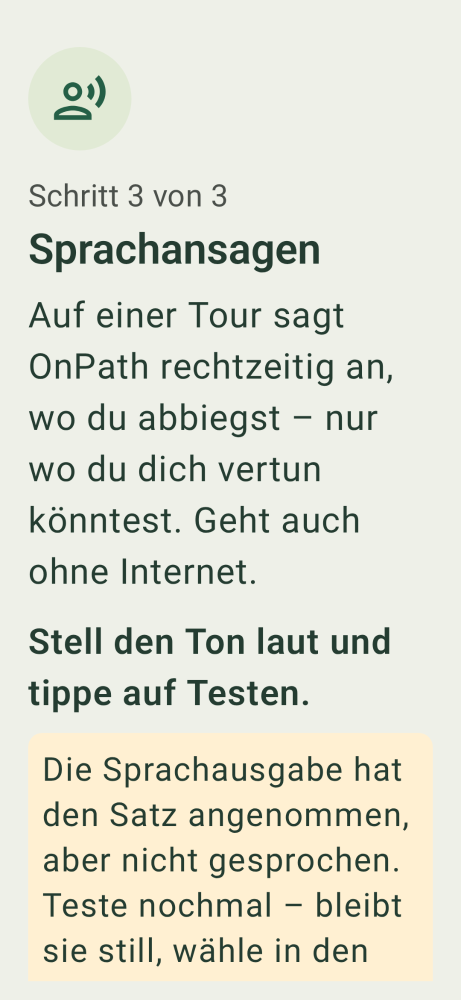 Schritt 3 von 3
Sprachansagen
Auf einer Tour sagt
OnPath rechtzeitig an,
wo du abbiegst – nur
wo du dich vertun
könntest. Geht auch
ohne Internet.
Stell den Ton laut und
tippe auf Testen.
Die Sprachausgabe hat
den Satz angenommen,
aber nicht gesprochen.
Teste nochmal – bleibt
sie still, wähle in den